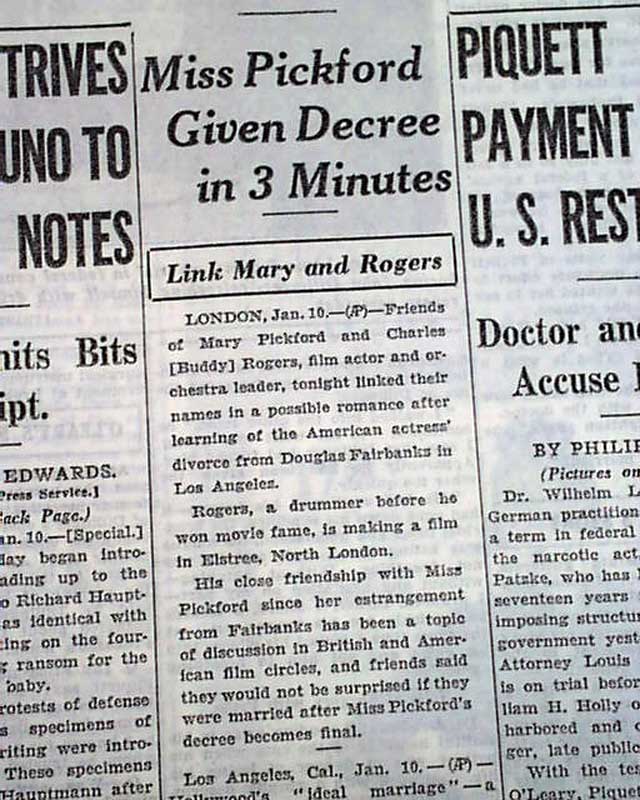 TRIVES
UNO TO
NOTES
nits Bits
ipt.
EDWARDS.
Press Service.]
Back Page.)
an. 10.—[Special.]
day began intro-
ading up to the
o Richard Haupt-
as identical with
cing on the four-
g ransom for the
baby.
rotests of defense
s specimens of
riting were intro-
These specimens
Hauptmann after
Miss Pickford
Given Decree
in 3 Minutes
Link Mary and Rogers
LONDON, Jan. 10.—(AP)—Friends
of Mary Pickford and Charles
[Buddy] Rogers, film actor and or-
chestra leader, tonight linked their
names in a possible romance after
learning of the American actress'
divorce from Douglas Fairbanks in
Los Angeles.
Rogers, a drummer before he
won movie fame, is making a film
in Elstree, North London.
His close friendship with Miss
Pickford since her estrangement
from Fairbanks has been a topic
of discussion in British and Amer-
ican film circles, and friends said
they would not be surprised if they
were married after Miss Pickford's
decree becomes final.
Los Angeles, Cal., Jan. 10.—(AP)—
Hollywood's "ideal marriage"—a
PIQUETT
PAYMENT
U. S. REST
Doctor and
Accuse
BY PHILIP
(Pictures on
Dr. Wilhelm L
German practition
a term in federal
the narcotic act,
Patzke, who has
seventeen years
imposing structur
government yest
Attorney Louis
is on trial before
liam H. Holly o
harbored and c
ger, late public
With the tes
O'Leary, Pique